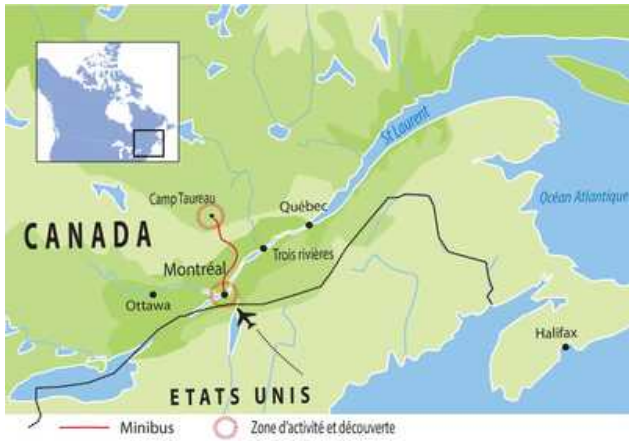 St Laurent
Camp Taureau
Québec
Océan Atlantique
CANADA
Trois rivières
Montréal
Ottawa
Halifax
ETATS UNIS
Minibus
Zone d'activité et découverte